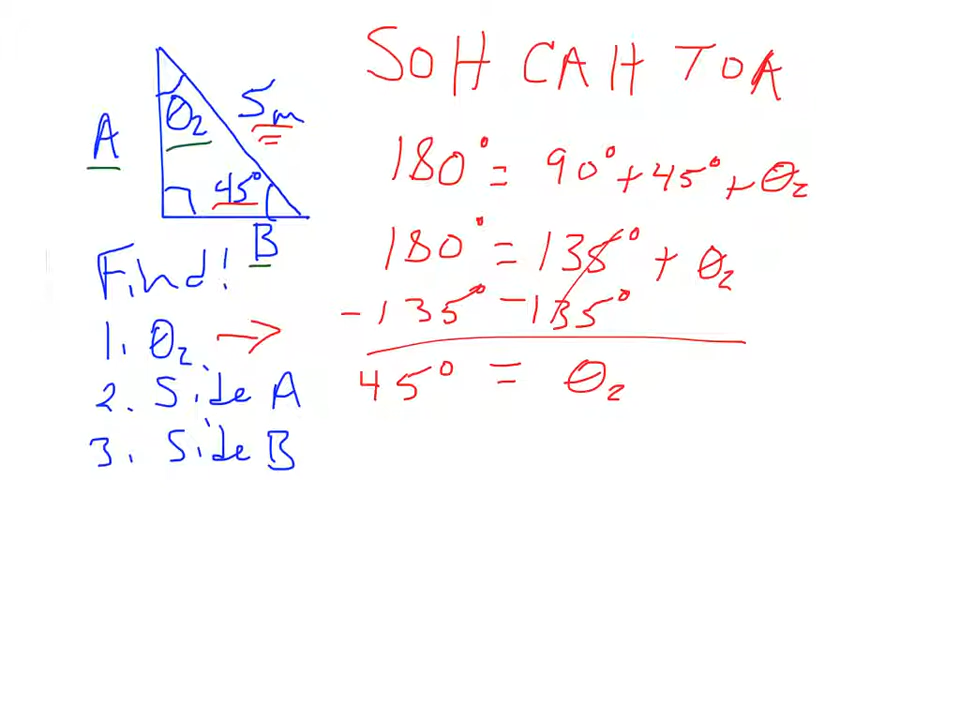 SOH CAH TOA
A
θ₂
5m
45°
B
180° = 90° + 45° + θ₂
180° = 135° + θ₂
-135° -135°
45° = θ₂
Find!
1. θ₂ →
2. Side A
3. Side B